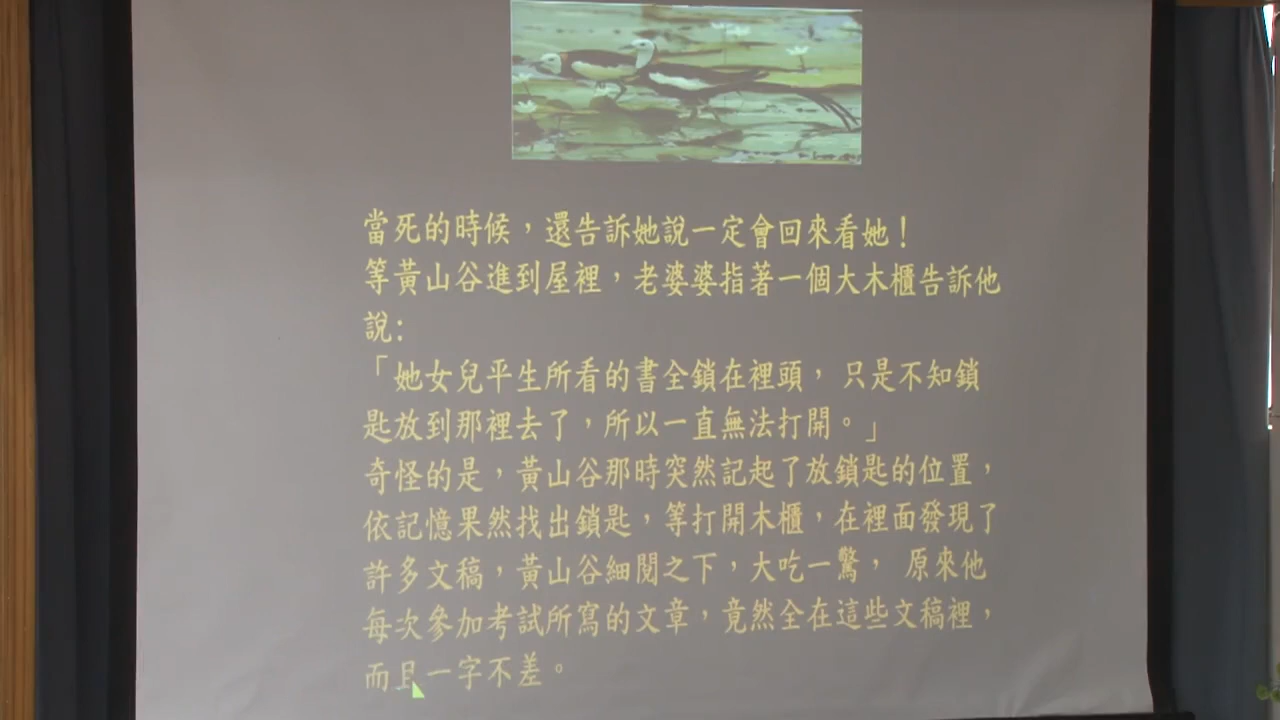 當死的時候，還告訴她說一定會回來看她！
等黃山谷進到屋裡，老婆婆指著一個大木櫃告訴他
說：
「她女兒平生所看的書全鎖在裡頭， 只是不知鎖
匙放到那裡去了，所以一直無法打開。」
奇怪的是，黃山谷那時突然記起了放鎖匙的位置，
依記憶果然找出鎖匙，等打開木櫃，在裡面發現了
許多文稿，黃山谷細閱之下，大吃一驚， 原來他
每次參加考試所寫的文章，竟然全在這些文稿裡，
而且一字不差。